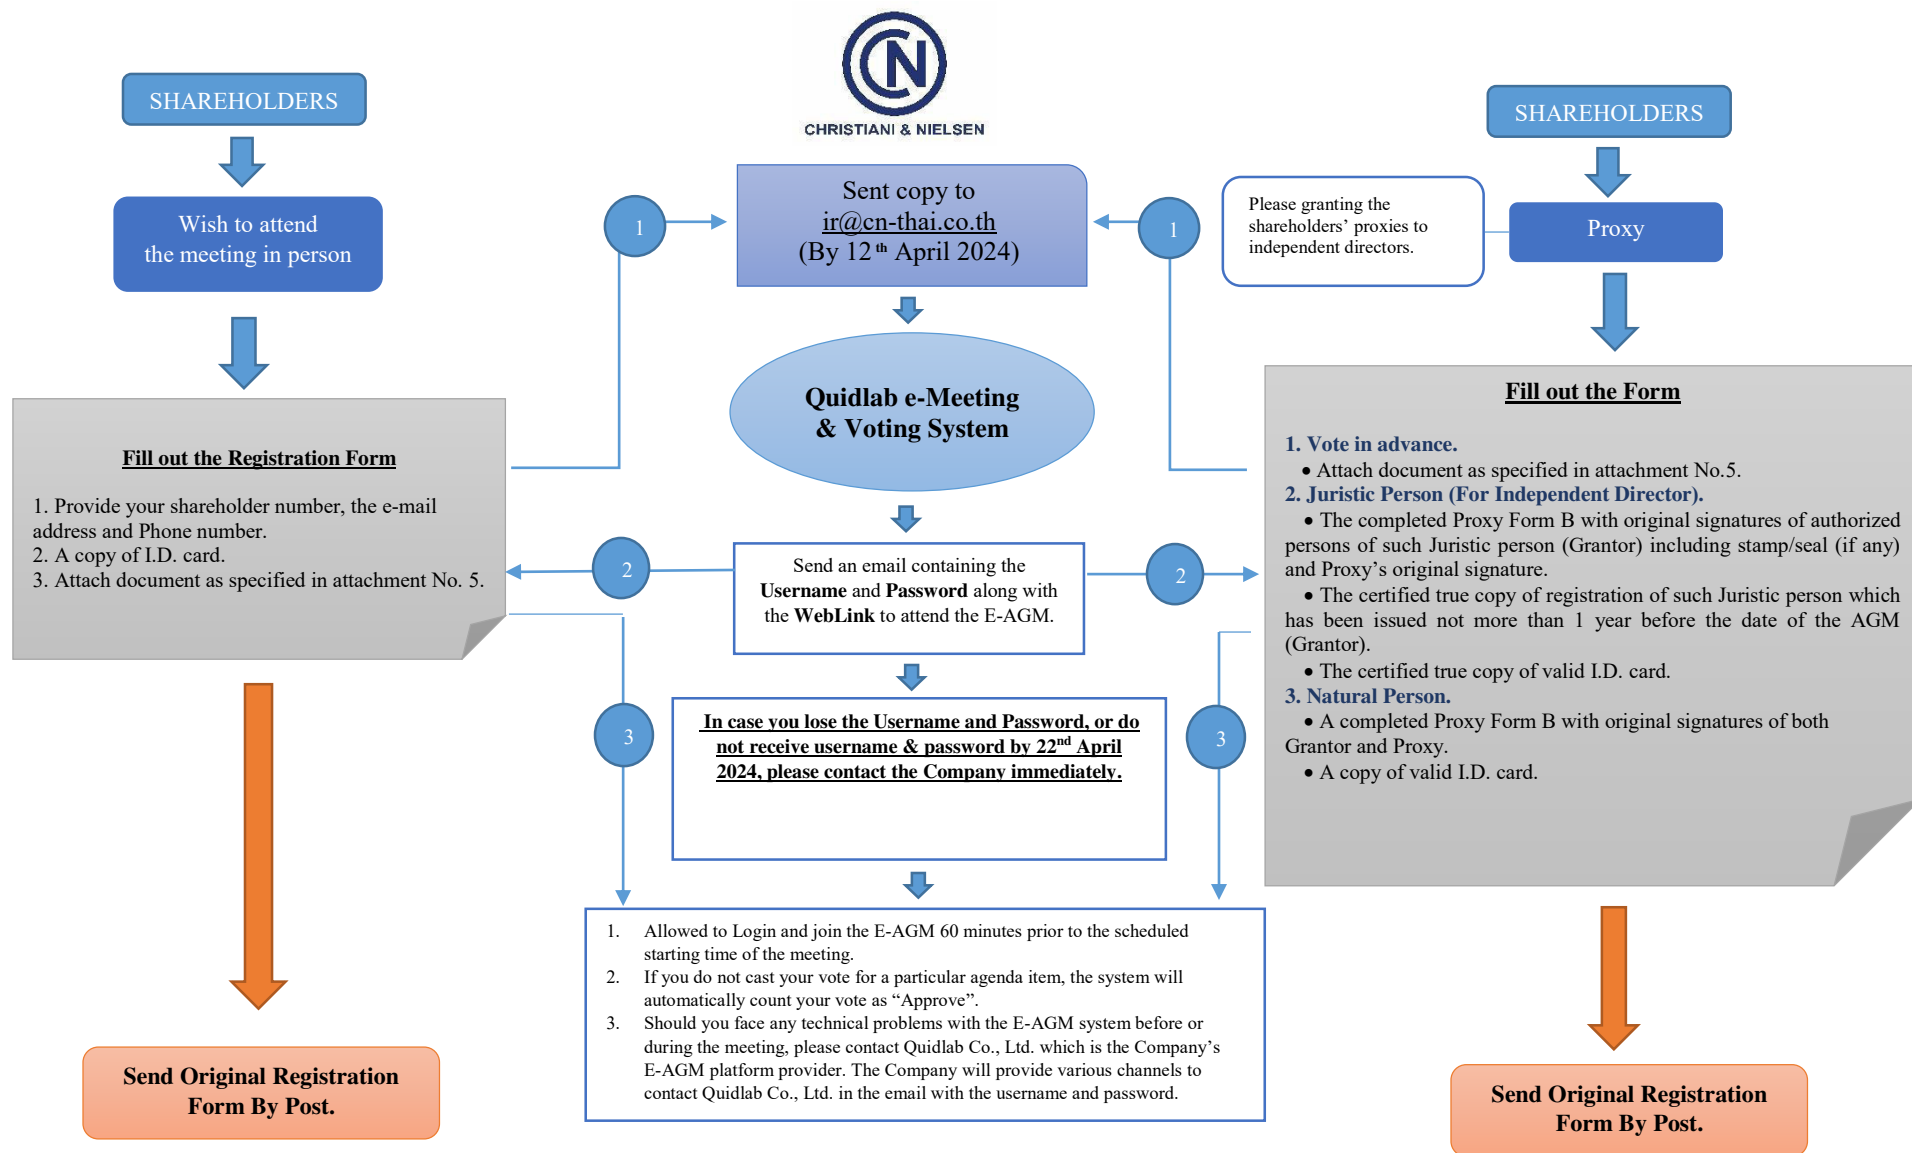 CN
CHRISTIANI & NIELSEN
SHAREHOLDERS
Wish to attend
the meeting in person
Fill out the Registration Form
1. Provide your shareholder number, the e-mail
address and Phone number.
2. A copy of I.D. card.
3. Attach document as specified in attachment No. 5.
Send Original Registration
Form By Post.
1
2
3
Sent copy to
ir@cn-thai.co.th
(By 12th April 2024)
Quidlab e-Meeting
& Voting System
Send an email containing the
Username and Password along with
the WebLink to attend the E-AGM.
In case you lose the Username and Password, or do
not receive username & password by 22nd April
2024, please contact the Company immediately.
1. Allowed to Login and join the E-AGM 60 minutes prior to the scheduled
starting time of the meeting.
2. If you do not cast your vote for a particular agenda item, the system will
automatically count your vote as “Approve”.
3. Should you face any technical problems with the E-AGM system before or
during the meeting, please contact Quidlab Co., Ltd. which is the Company’s
E-AGM platform provider. The Company will provide various channels to
contact Quidlab Co., Ltd. in the email with the username and password.
1
2
3
SHAREHOLDERS
Please granting the
shareholders’ proxies to
independent directors.
Proxy
Fill out the Form
1. Vote in advance.
• Attach document as specified in attachment No.5.
2. Juristic Person (For Independent Director).
• The completed Proxy Form B with original signatures of authorized
persons of such Juristic person (Grantor) including stamp/seal (if any)
and Proxy’s original signature.
• The certified true copy of registration of such Juristic person which
has been issued not more than 1 year before the date of the AGM
(Grantor).
• The certified true copy of valid I.D. card.
3. Natural Person.
• A completed Proxy Form B with original signatures of both
Grantor and Proxy.
• A copy of valid I.D. card.
Send Original Registration
Form By Post.